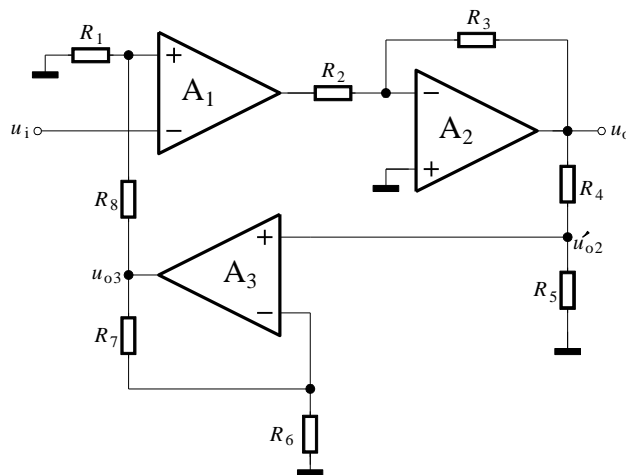 R1
+
A1
−
ui
R2
R3
−
A2
+
uo
R4
R8
+
A3
−
u′o2
uo3
R5
R7
R6